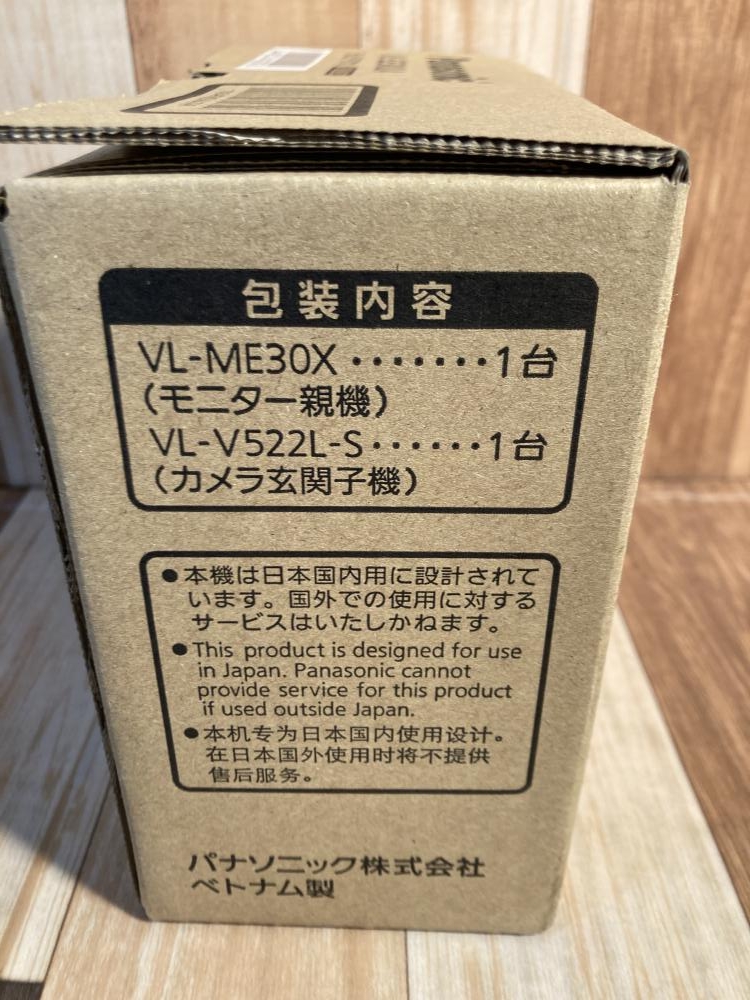 包装内容
VL-ME30X・・・・・・・1台
（モニター親機）
VL-V522L-S・・・・・・1台
（カメラ玄関子機）
●本機は日本国内用に設計されて
います。国外での使用に対する
サービスはいたしかねます。
●This product is designed for use
in Japan. Panasonic cannot
provide service for this product
if used outside Japan.
●本机专为日本国内使用设计。
在日本国外使用时将不提供
售后服务。
パナソニック株式会社
ベトナム製